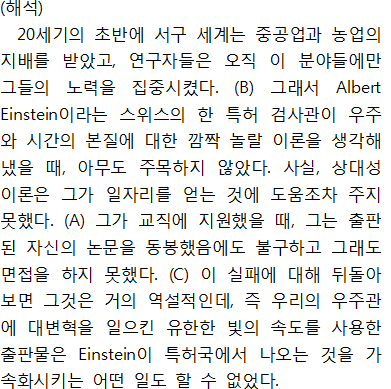 (해석)
20세기의 초반에 서구 세계는 중공업과 농업의
지배를 받았고, 연구자들은 오직 이 분야들에만
그들의 노력을 집중시켰다. (B) 그래서 Albert
Einstein이라는 스위스의 한 특허 검사관이 우주
와 시간의 본질에 대한 깜짝 놀랄 이론을 생각해
냈을 때, 아무도 주목하지 않았다. 사실, 상대성
이론은 그가 일자리를 얻는 것에 도움조차 주지
못했다. (A) 그가 교직에 지원했을 때, 그는 출판
된 자신의 논문을 동봉했음에도 불구하고 그래도
면접을 하지 못했다. (C) 이 실패에 대해 뒤돌아
보면 그것은 거의 역설적인데, 즉 우리의 우주관
에 대변혁을 일으킨 유한한 빛의 속도를 사용한
출판물은 Einstein이 특허국에서 나오는 것을 가
속화시키는 어떤 일도 할 수 없었다.